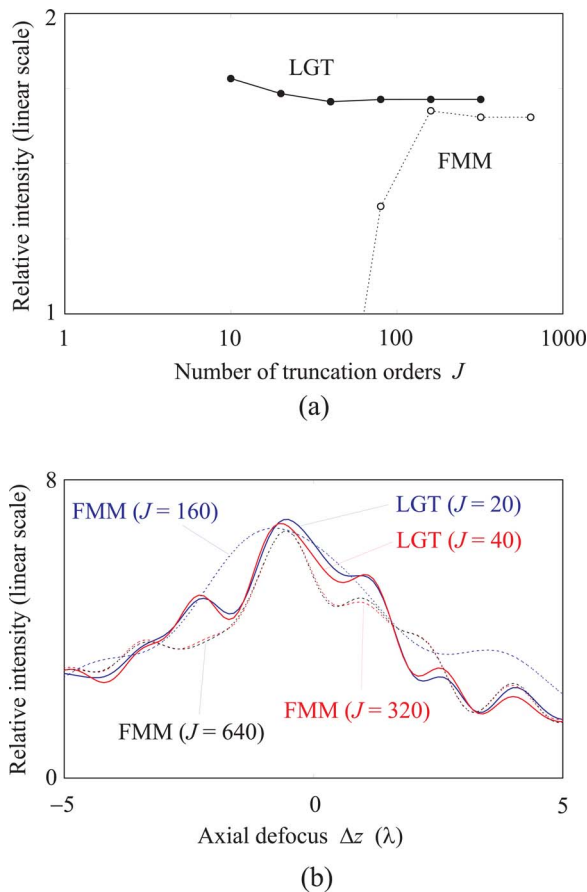 2
LGT
FMM
Relative intensity (linear scale)
1
1
10
100
1000
Number of truncation orders J
(a)
8
FMM (J = 160)
LGT (J = 20)
LGT (J = 40)
Relative intensity (linear scale)
FMM (J = 640)
FMM (J = 320)
0
−5
0
5
Axial defocus Δz (λ)
(b)